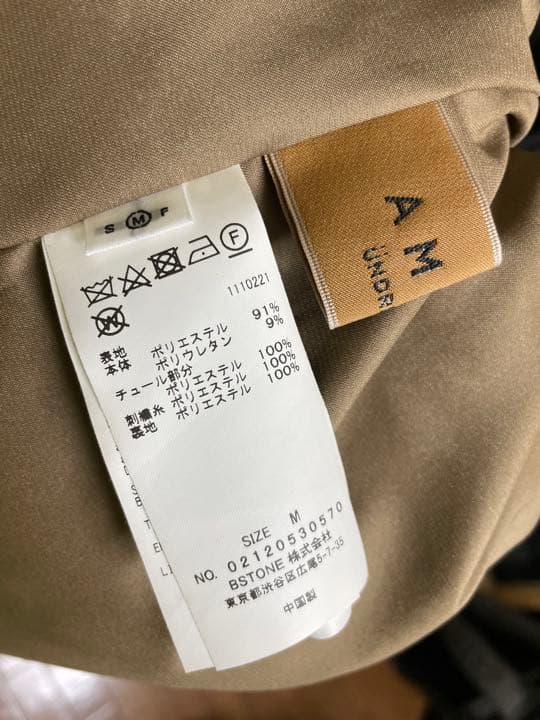 S M F
AM
ÜNDR
F
W
1110221
表地
本体 ポリエステル 91%
ポリウレタン 9%
チュール部分
ポリエステル 100%
刺繍糸 ポリエステル 100%
裏地 ポリエステル 100%
SIZE M
NO. 02120530570
BSTONE 株式会社
東京都渋谷区広尾5-7-35
中国製